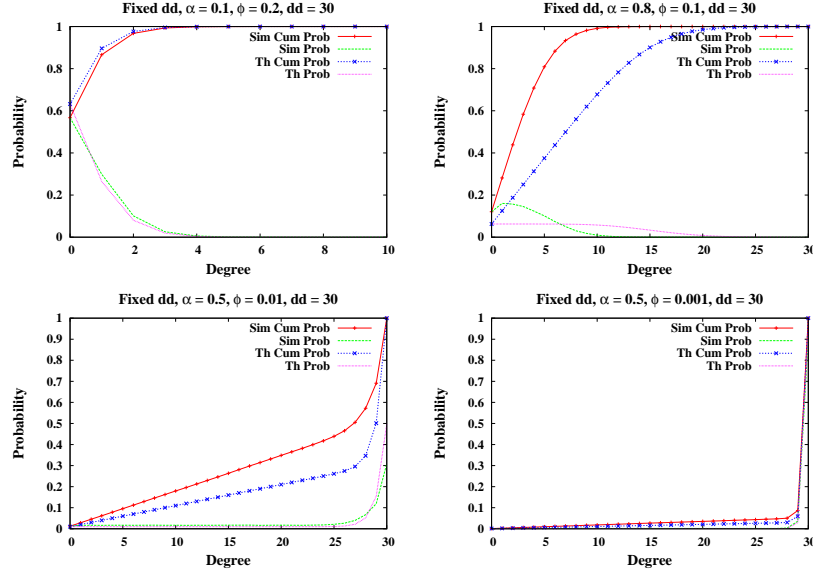 Fixed dd, α = 0.1, ϕ = 0.2, dd = 30
1
0.8
0.6
0.4
0.2
0
Probability
Sim Cum Prob
Sim Prob
Th Cum Prob
Th Prob
0 2 4 6 8 10
Degree
Fixed dd, α = 0.8, ϕ = 0.1, dd = 30
1
0.8
0.6
0.4
0.2
0
Probability
Sim Cum Prob
Sim Prob
Th Cum Prob
Th Prob
0 5 10 15 20 25 30
Degree
Fixed dd, α = 0.5, ϕ = 0.01, dd = 30
1
0.9
0.8
0.7
0.6
0.5
0.4
0.3
0.2
0.1
0
Probability
Sim Cum Prob
Sim Prob
Th Cum Prob
Th Prob
0 5 10 15 20 25 30
Degree
Fixed dd, α = 0.5, ϕ = 0.001, dd = 30
1
0.9
0.8
0.7
0.6
0.5
0.4
0.3
0.2
0.1
0
Probability
Sim Cum Prob
Sim Prob
Th Cum Prob
Th Prob
0 5 10 15 20 25 30
Degree